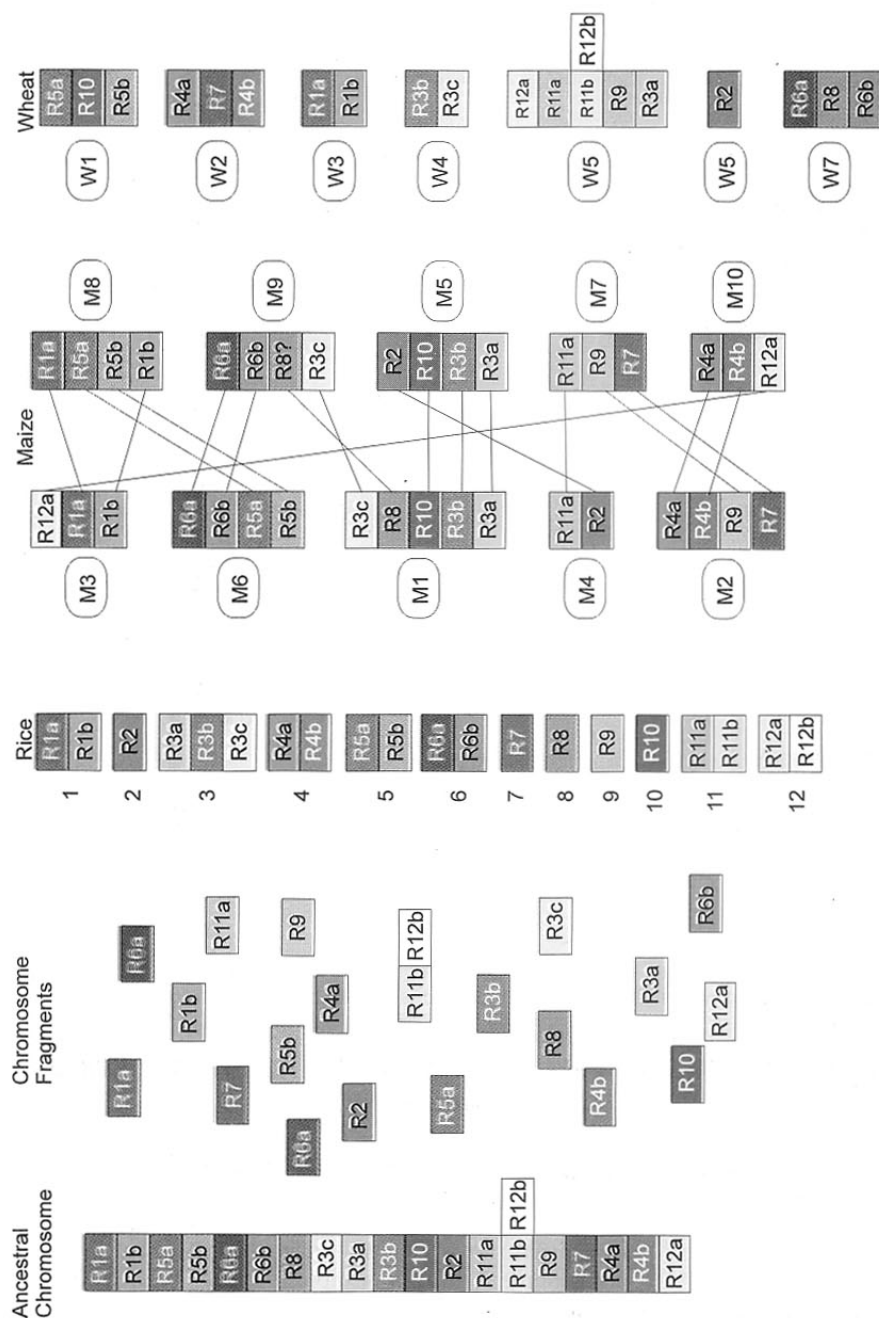 Ancestral
Chromosome
R1a
R1b
R5a
R5b
R6a
R6b
R8
R3c
R3a
R3b
R10
R2
R11a
R11b R12b
R9
R7
R4a
R4b
R12a
Chromosome
Fragments
R1a
R6a
R1b
R11a
R7
R5b
R9
R6a
R4a
R2
R11b R12b
R5a
R3b
R8
R3c
R4b
R3a
R6b
R10
R12a
Rice
1
R1a
R1b
2
R2
3
R3a
R3b
R3c
4
R4a
R4b
5
R5a
R5b
6
R6a
R6b
7
R7
8
R8
9
R9
10
R10
11
R11a
R11b
12
R12a
R12b
Maize
M3
R12a
R1a
R1b
M6
R6a
R6b
R5a
R5b
M1
R3c
R8
R10
R3b
R3a
M4
R11a
R2
M2
R4a
R4b
R9
R7
R1a
R5a
R5b
R1b
M8
R6a
R6b
R8?
R3c
M9
R2
R10
R3b
R3a
M5
R11a
R9
R7
M7
R4a
R4b
R12a
M10
Wheat
W1
R5a
R10
R5b
W2
R4a
R7
R4b
W3
R1a
R1b
W4
R3b
R3c
W5
R12a
R11a
R11b R12b
R9
R3a
W5
R2
W7
R6a
R8
R6b